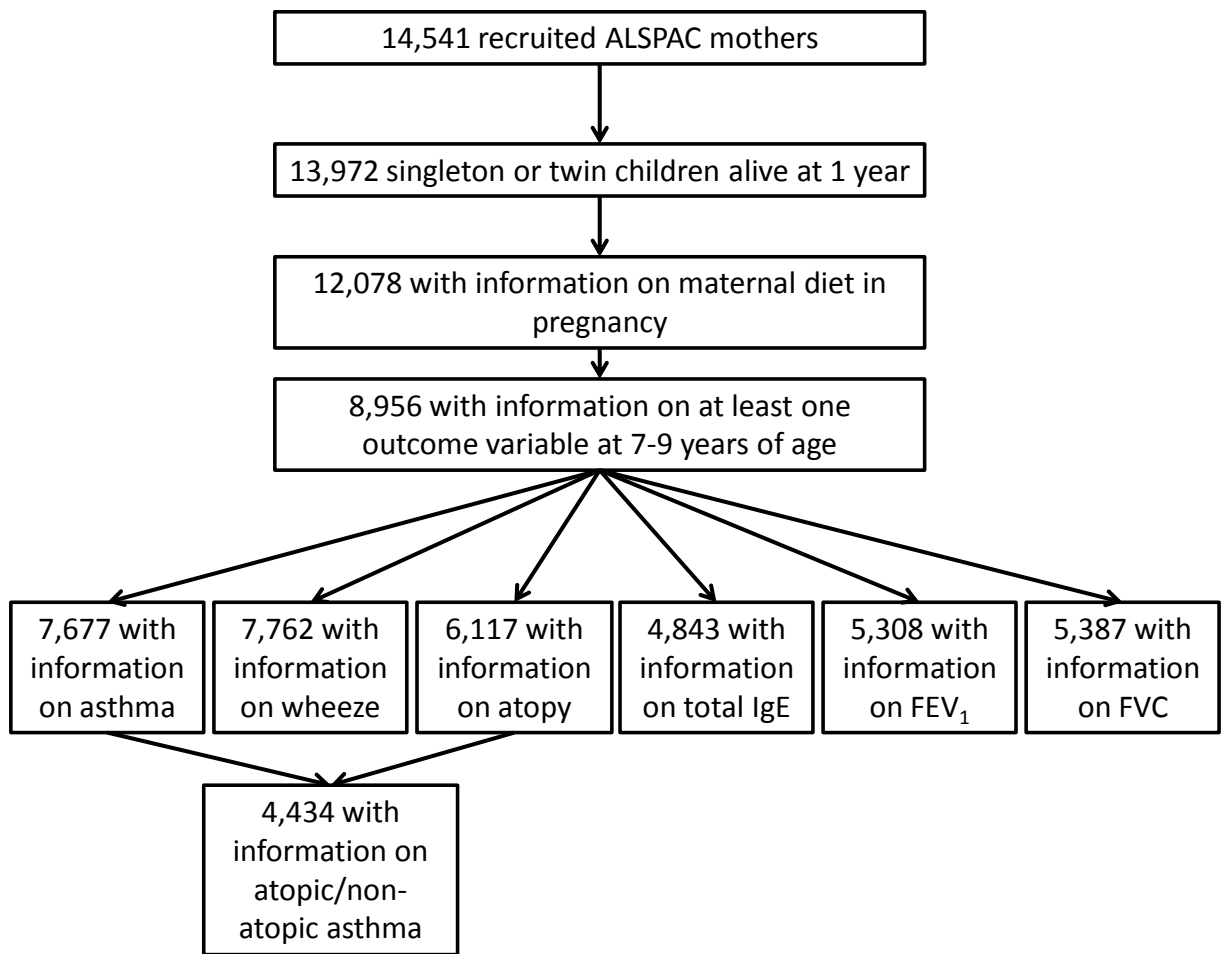 14,541 recruited ALSPAC mothers
13,972 singleton or twin children alive at 1 year
12,078 with information on maternal diet in
pregnancy
8,956 with information on at least one
outcome variable at 7-9 years of age
7,677 with
information
on asthma
7,762 with
information
on wheeze
6,117 with
information
on atopy
4,843 with
information
on total IgE
5,308 with
information
on FEV₁
5,387 with
information
on FVC
4,434 with
information on
atopic/non-
atopic asthma